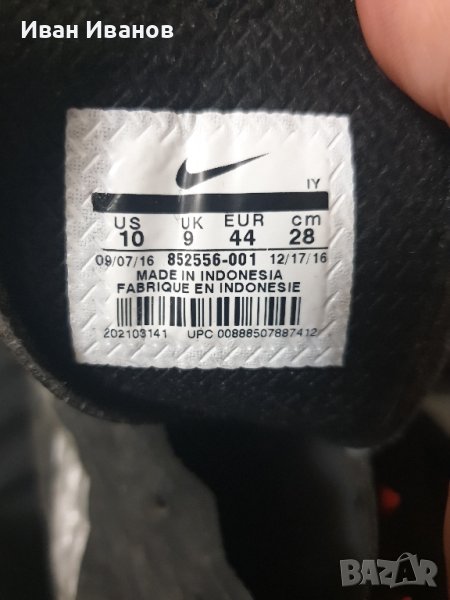 Иван Иванов
IY
US UK EUR cm
10 9 44 28
09/07/16 852556-001 12/17/16
MADE IN INDONESIA
FABRIQUE EN INDONESIE
202103141 UPC 00888507887412
BAZAR